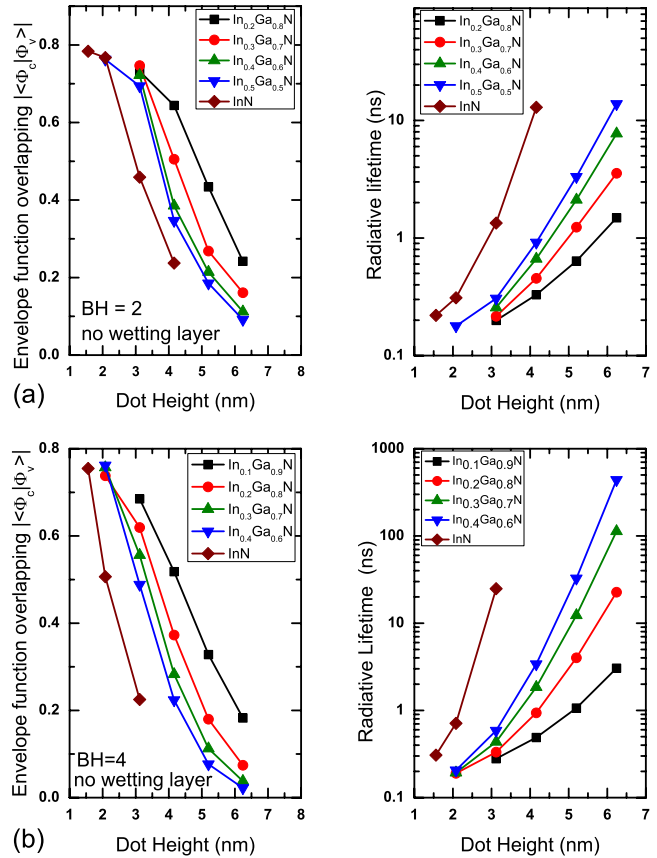 Envelope function overlapping |<Φc|Φv>|
0.8
0.6
0.4
0.2
0.0
In0.2Ga0.8N
In0.3Ga0.7N
In0.4Ga0.6N
In0.5Ga0.5N
InN
BH = 2
no wetting layer
1 2 3 4 5 6 7 8
Dot Height (nm)
(a)
Radiative lifetime (ns)
10
1
0.1
In0.2Ga0.8N
In0.3Ga0.7N
In0.4Ga0.6N
In0.5Ga0.5N
InN
1 2 3 4 5 6 7
Dot Height (nm)
Envelope function overlapping |<Φc|Φv>|
0.8
0.6
0.4
0.2
0.0
In0.1Ga0.9N
In0.2Ga0.8N
In0.3Ga0.7N
In0.4Ga0.6N
InN
BH=4
no wetting layer
1 2 3 4 5 6 7 8
Dot Height (nm)
(b)
Radiative Lifetime (ns)
1000
100
10
1
0.1
In0.1Ga0.9N
In0.2Ga0.8N
In0.3Ga0.7N
In0.4Ga0.6N
InN
1 2 3 4 5 6 7
Dot Height (nm)